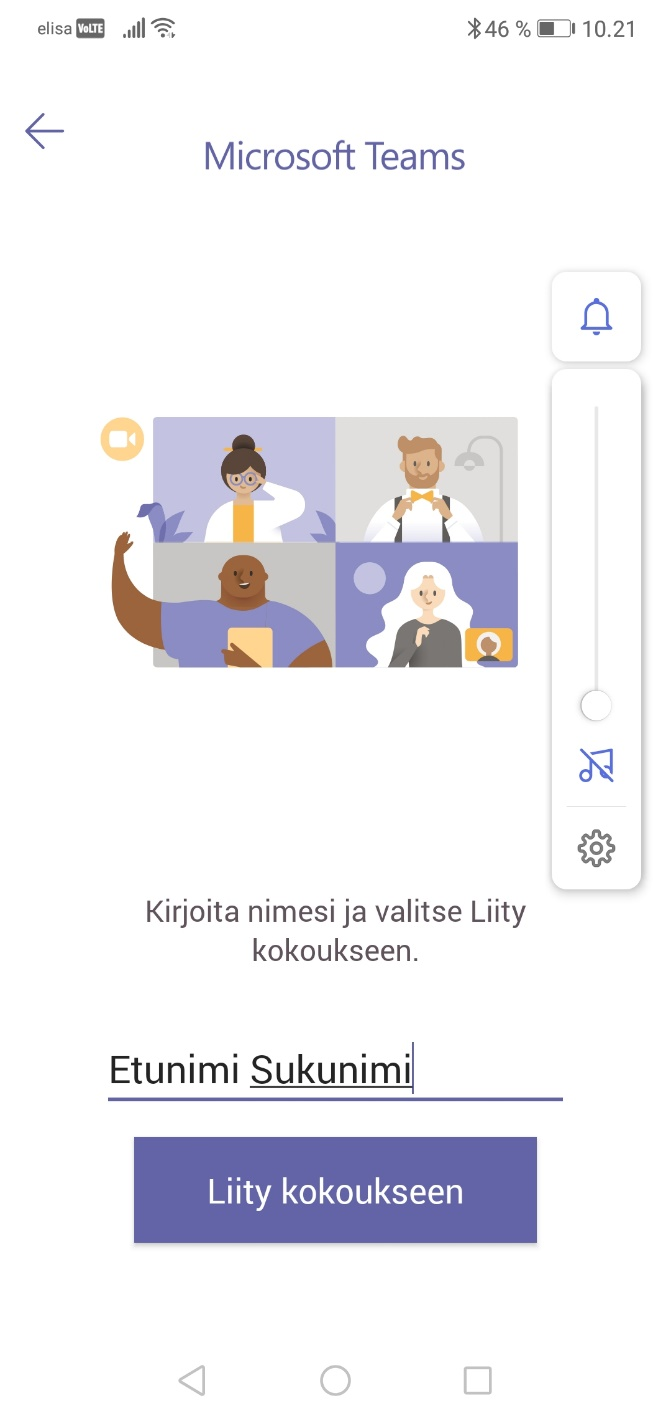 elisa VoLTE 46 % 10.21
Microsoft Teams
Kirjoita nimesi ja valitse Liity
kokoukseen.
Etunimi Sukunimi
Liity kokoukseen